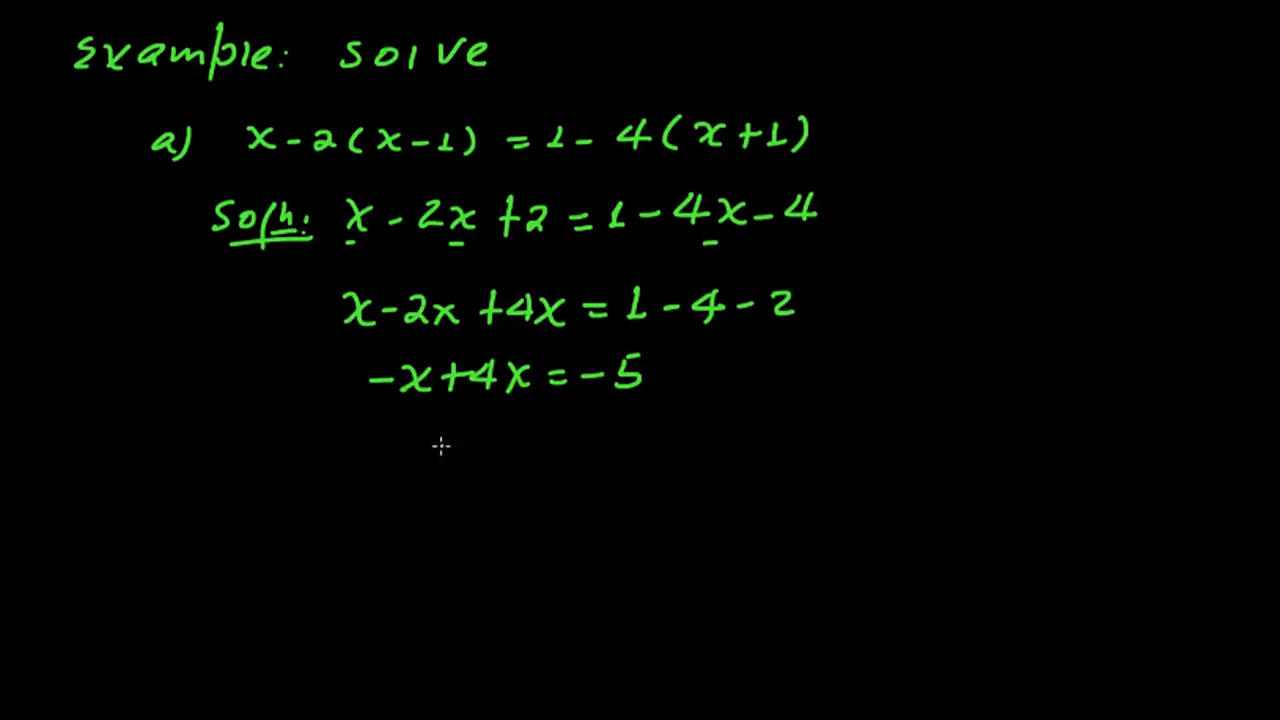 Example: Solve
a) x - 2(x - 1) = 1 - 4(x + 1)
Soln: x - 2x + 2 = 1 - 4x - 4
x - 2x + 4x = 1 - 4 - 2
-x + 4x = -5